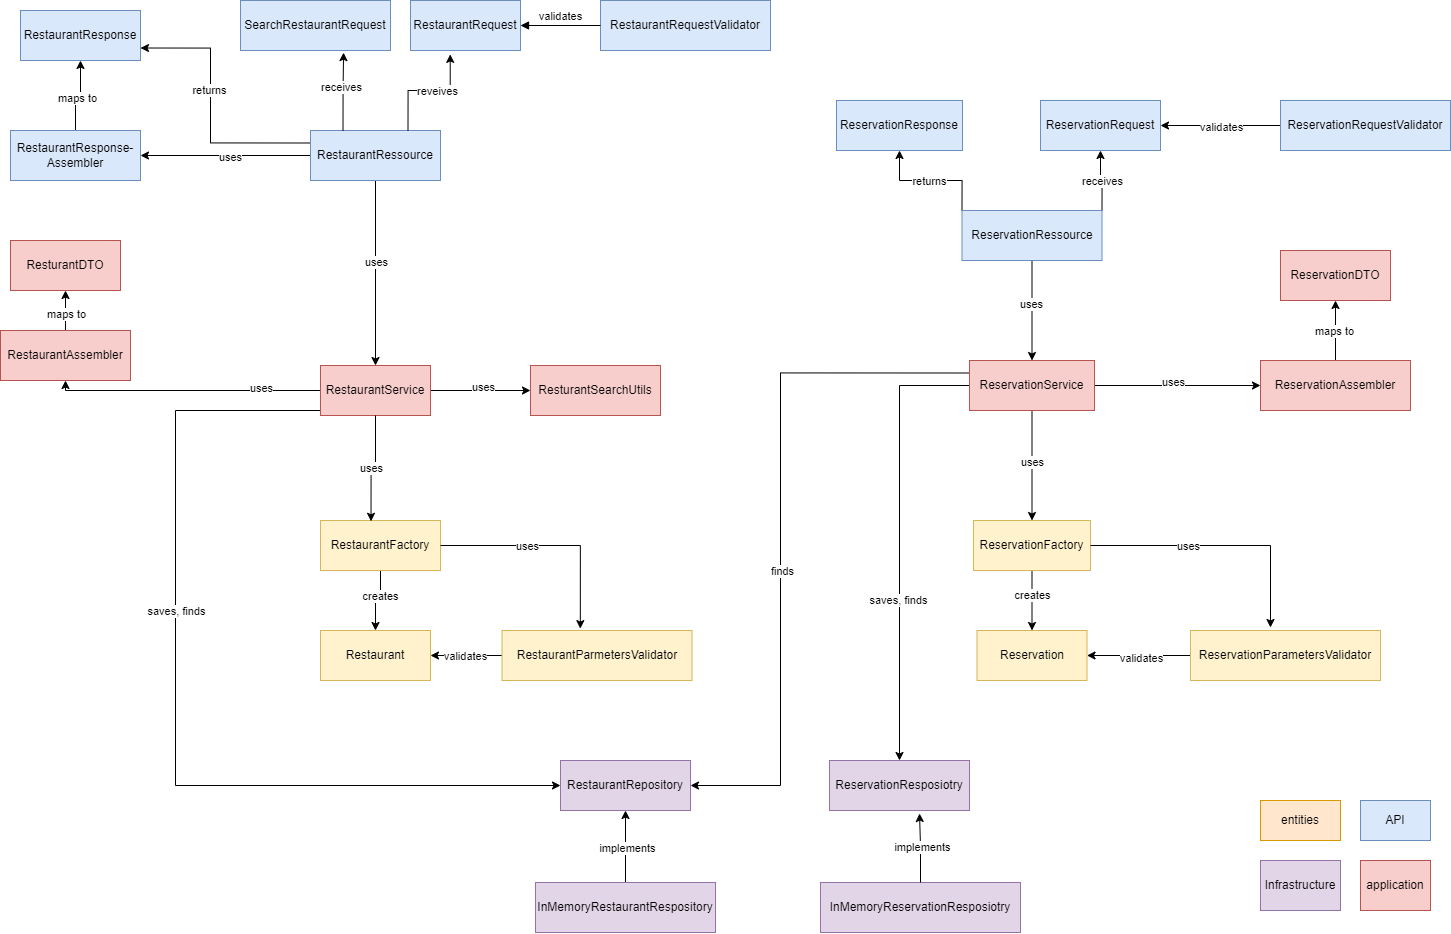 RestaurantResponse
SearchRestaurantRequest
RestaurantRequest
validates
RestaurantRequestValidator
maps to
returns
receives
reveives
RestaurantResponse-
Assembler
uses
RestaurantRessource
ReservationResponse
ReservationRequest
validates
ReservationRequestValidator
returns
receives
ReservationRessource
uses
ResturantDTO
maps to
RestaurantAssembler
uses
ReservationDTO
maps to
uses
RestaurantService
uses
ResturantSearchUtils
ReservationService
uses
ReservationAssembler
uses
uses
RestaurantFactory
uses
ReservationFactory
uses
creates
creates
saves, finds
finds
saves, finds
Restaurant
validates
RestaurantParmetersValidator
Reservation
validates
ReservationParametersValidator
RestaurantRepository
ReservationResposiotry
implements
implements
InMemoryRestaurantRespository
InMemoryReservationResposiotry
entities
API
Infrastructure
application